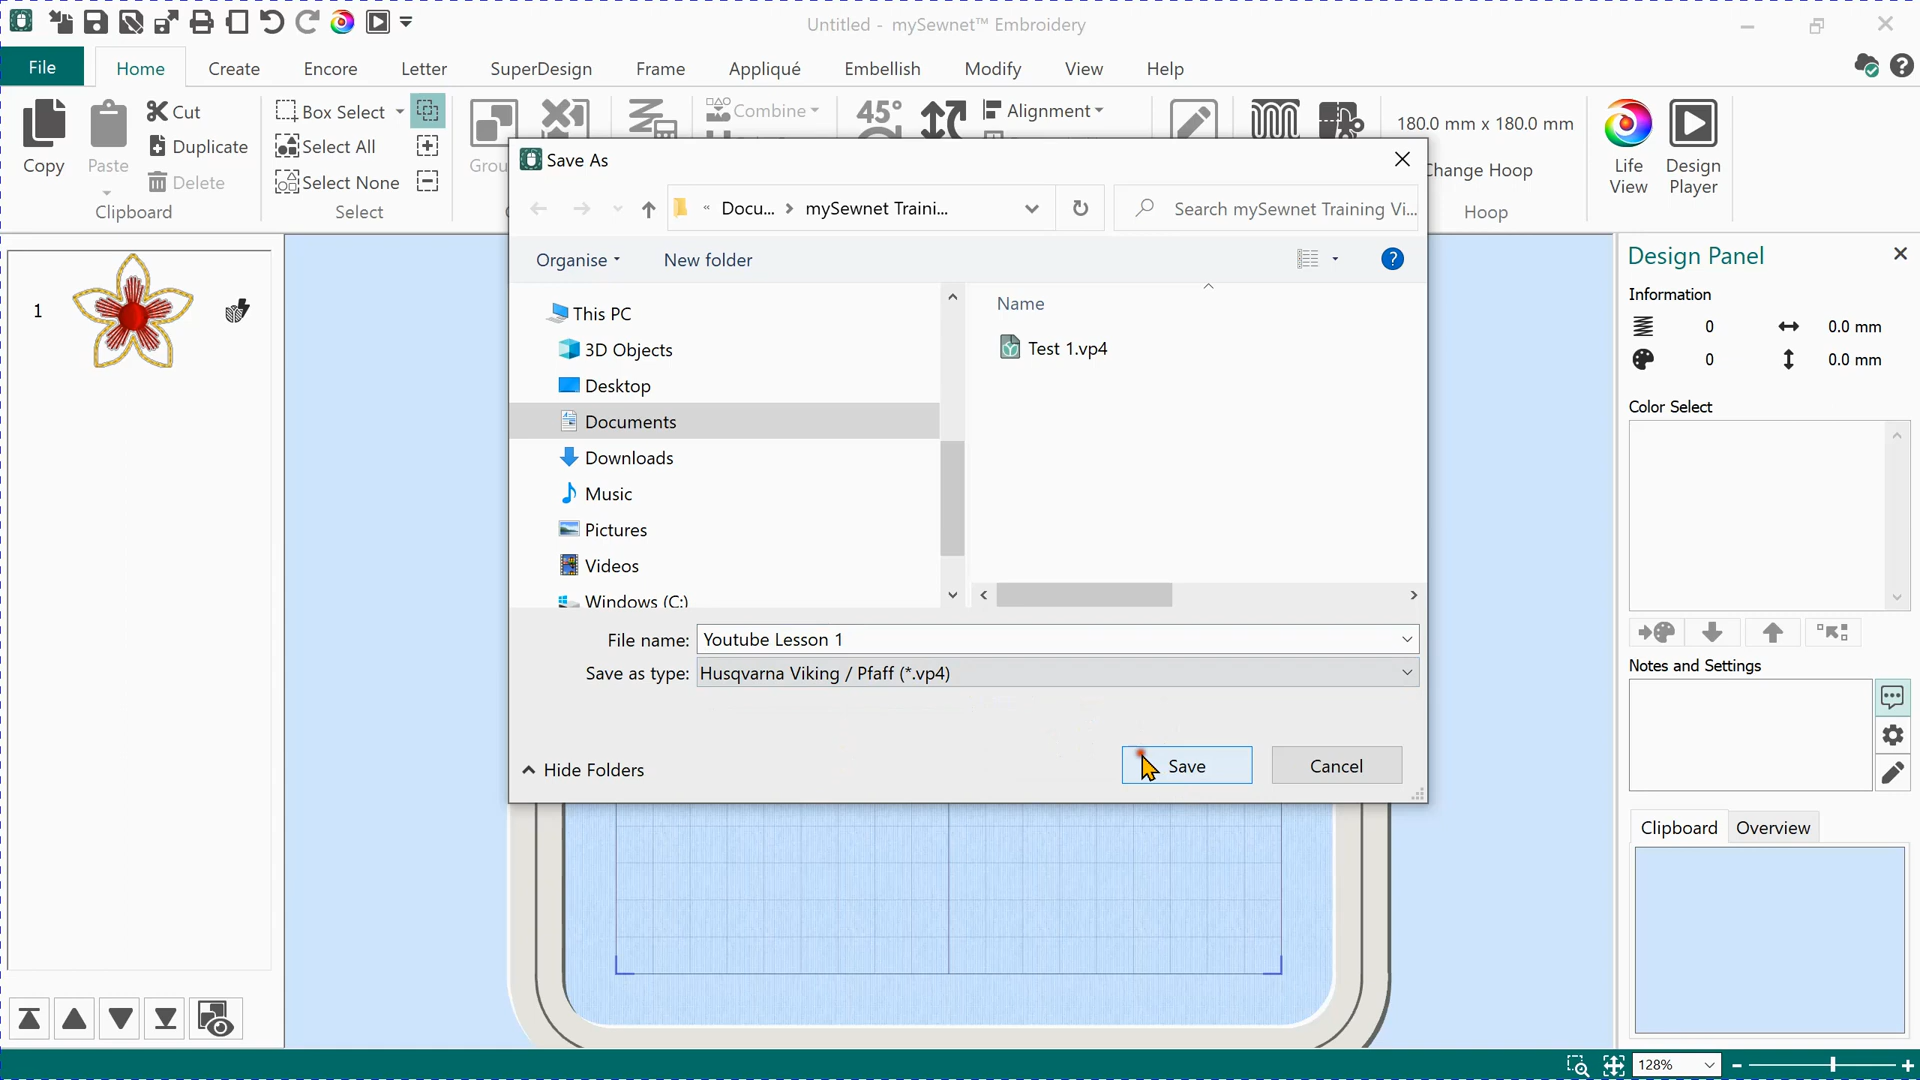 Untitled - mySewnet™ Embroidery
File Home Create Encore Letter SuperDesign Frame Appliqué Embellish Modify View Help
Copy
Paste
Cut
Duplicate
Delete
Clipboard
Box Select
Select All
Select None
Select
Grou
Combine
45°
Alignment
180.0 mm x 180.0 mm
Change Hoop
Hoop
Life
View
Design
Player
1
Save As
« Docu... > mySewnet Traini...
Search mySewnet Training Vi...
Organise
New folder
?
This PC
3D Objects
Desktop
Documents
Downloads
Music
Pictures
Videos
Windows (C:)
Name
Test 1.vp4
File name: Youtube Lesson 1
Save as type: Husqvarna Viking / Pfaff (*.vp4)
Hide Folders
Save
Cancel
Design Panel
Information
0 0.0 mm
0 0.0 mm
Color Select
Notes and Settings
Clipboard Overview
128%